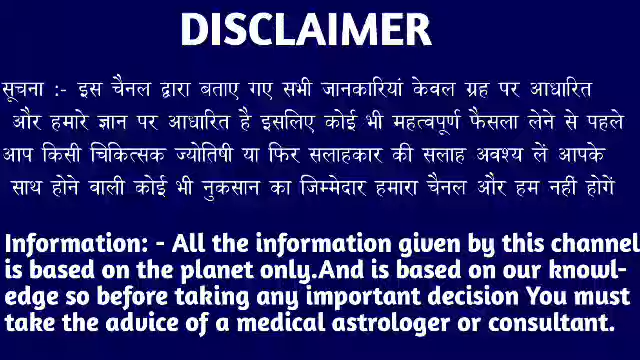 DISCLAIMER
सूचना :- इस चैनल द्वारा बताए गए सभी जानकारियां केवल ग्रह पर आधारित
और हमारे ज्ञान पर आधारित है इसलिए कोई भी महत्वपूर्ण फैसला लेने से पहले
आप किसी चिकित्सक ज्योतिषी या फिर सलाहकार की सलाह अवश्य लें आपके
साथ होने वाली कोई भी नुकसान का जिम्मेदार हमारा चैनल और हम नहीं होगें
Information: - All the information given by this channel
is based on the planet only.And is based on our knowl-
edge so before taking any important decision You must
take the advice of a medical astrologer or consultant.